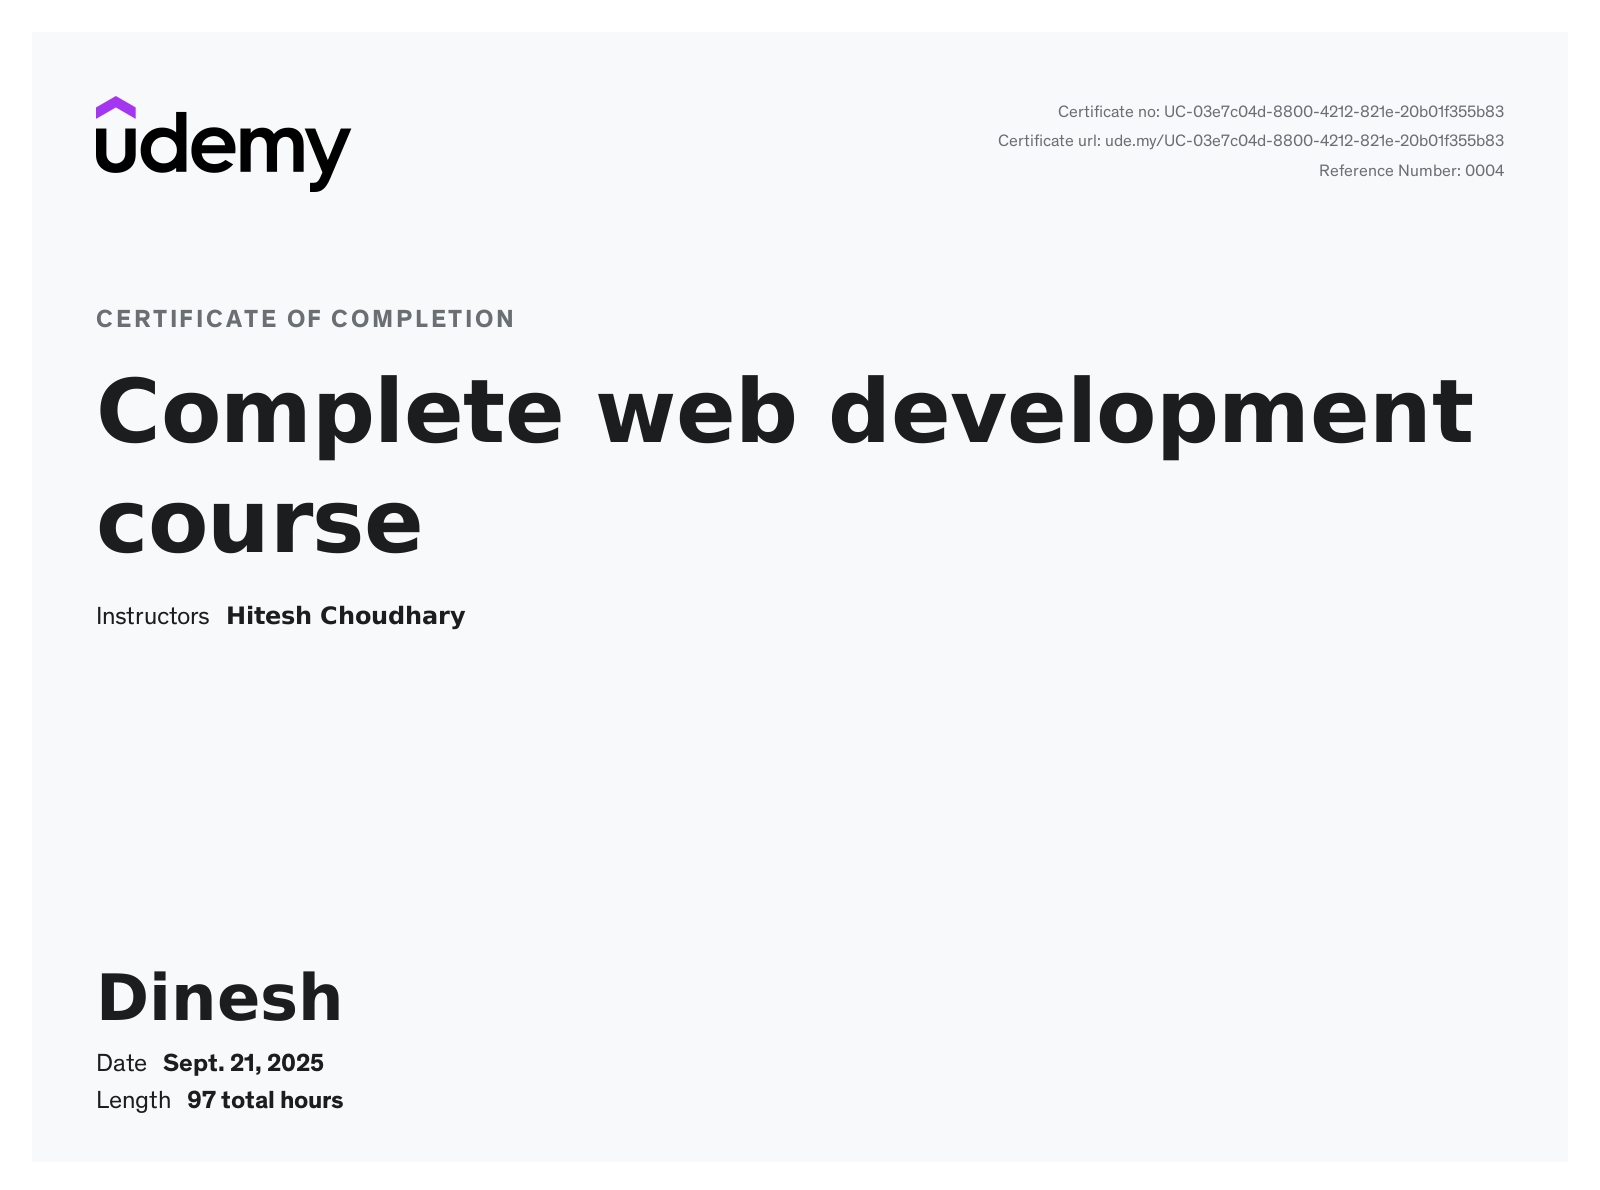 udemy
Certificate no: UC-03e7c04d-8800-4212-821e-20b01f355b83
Certificate url: ude.my/UC-03e7c04d-8800-4212-821e-20b01f355b83
Reference Number: 0004
CERTIFICATE OF COMPLETION
Complete web development
course
Instructors Hitesh Choudhary
Dinesh
Date Sept. 21, 2025
Length 97 total hours